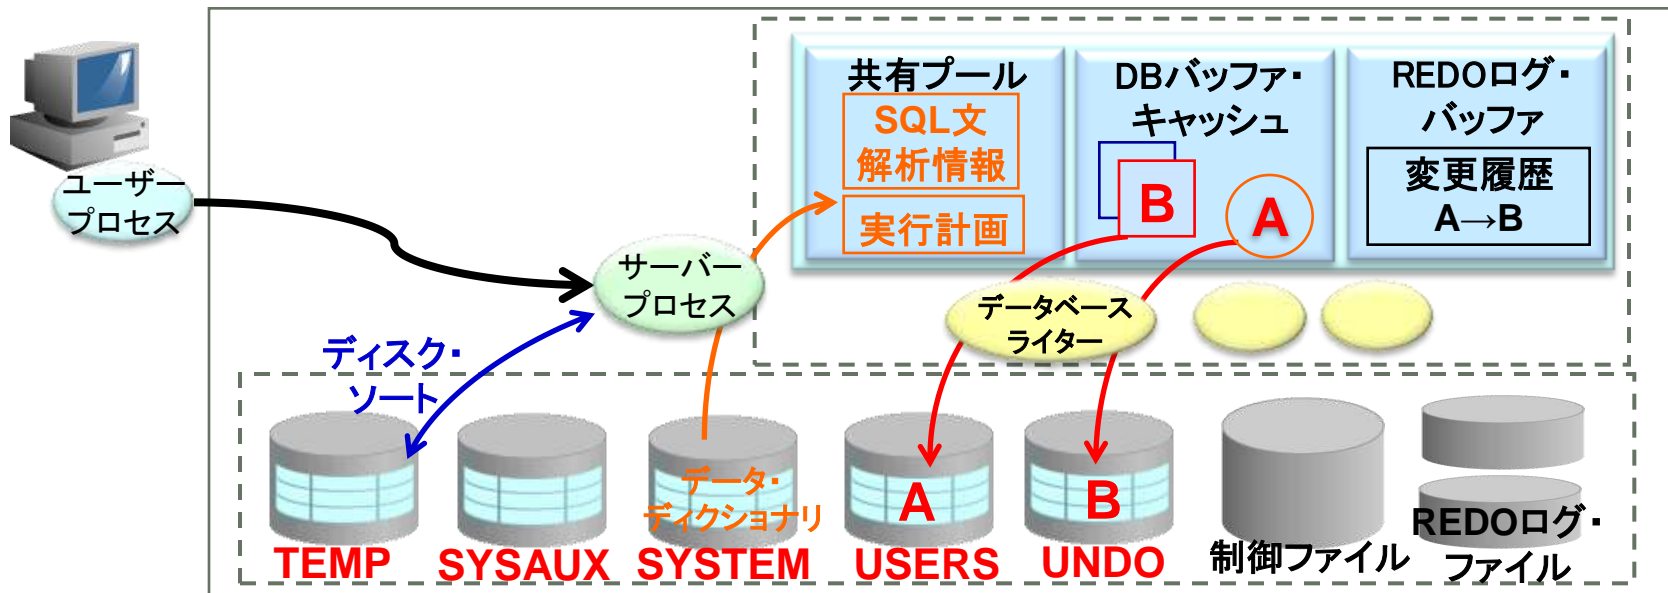 共有プール
SQL文
解析情報
実行計画
DBバッファ・
キャッシュ
B
A
REDOログ・
バッファ
変更履歴
A→B
ユーザー
プロセス
サーバー
プロセス
データベース
ライター
ディスク・
ソート
データ・
ディクショナリ
A
B
TEMP
SYSAUX
SYSTEM
USERS
UNDO
制御ファイル
REDOログ・
ファイル